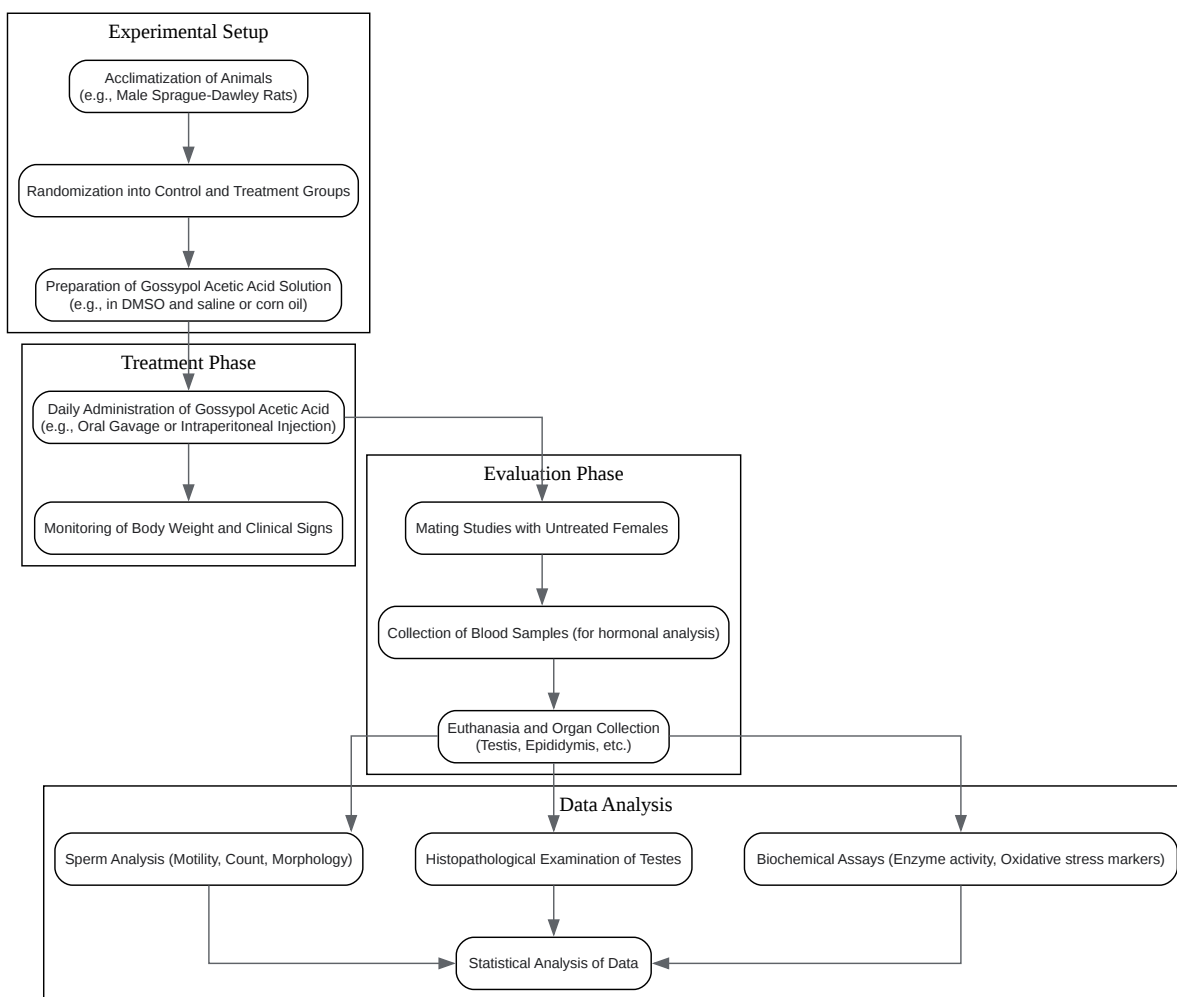 Experimental Setup
Acclimatization of Animals
(e.g., Male Sprague-Dawley Rats)
Randomization into Control and Treatment Groups
Preparation of Gossypol Acetic Acid Solution
(e.g., in DMSO and saline or corn oil)
Treatment Phase
Daily Administration of Gossypol Acetic Acid
(e.g., Oral Gavage or Intraperitoneal Injection)
Monitoring of Body Weight and Clinical Signs
Evaluation Phase
Mating Studies with Untreated Females
Collection of Blood Samples (for hormonal analysis)
Euthanasia and Organ Collection
(Testis, Epididymis, etc.)
Data Analysis
Sperm Analysis (Motility, Count, Morphology)
Histopathological Examination of Testes
Biochemical Assays (Enzyme activity, Oxidative stress markers)
Statistical Analysis of Data